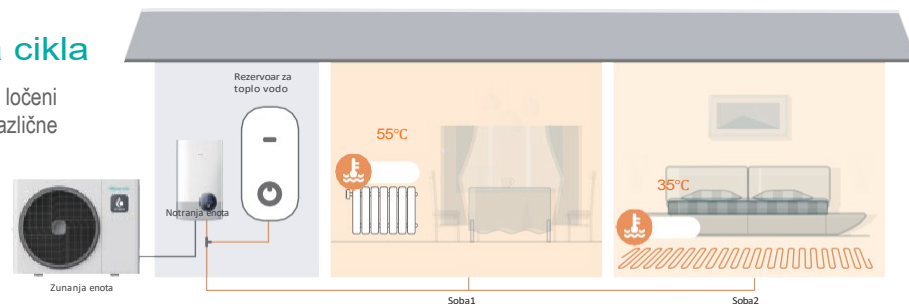 a cikla
ločeni
azlične
Rezervoar za
toplo vodo
55°C
35°C
Notranja enota
Zunanja enota
Soba1
Soba2